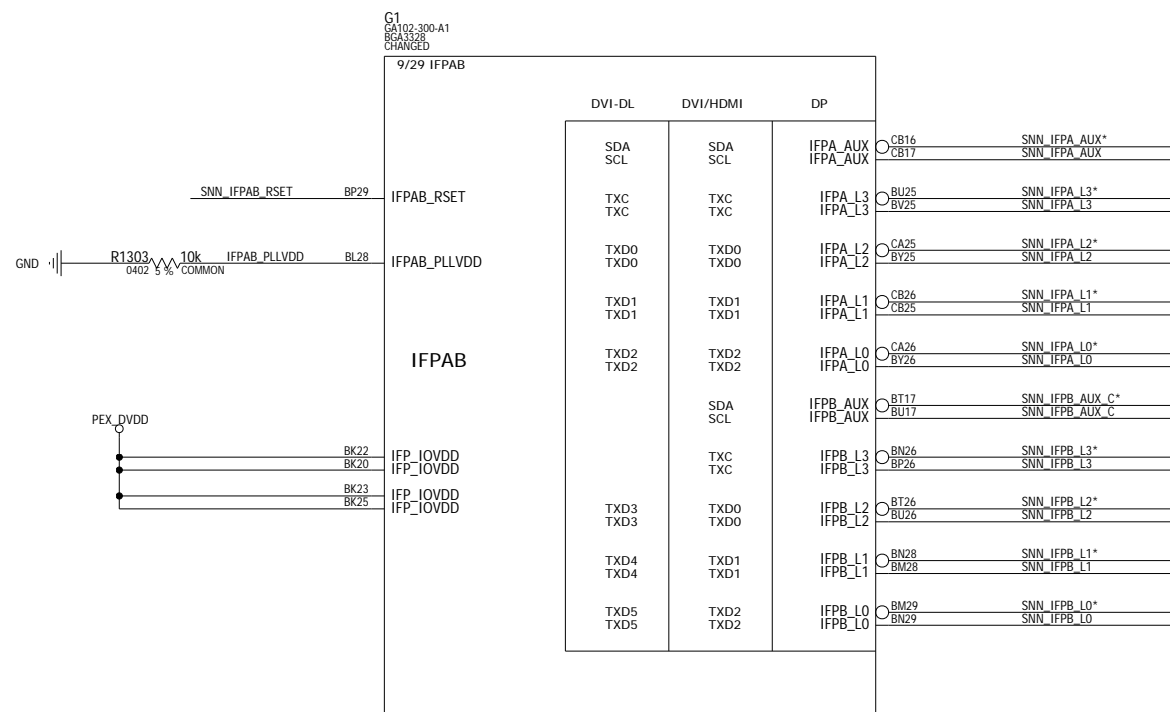 G1
GA102-300-A1
BGA3328
CHANGED
9/29 IFPAB
DVI-DL DVI/HDMI DP
SDA SDA IFPA_AUX CB16 SNN_IFPA_AUX*
SCL SCL IFPA_AUX CB17 SNN_IFPA_AUX
SNN_IFPAB_RSET BP29 IFPAB_RSET TXC TXC IFPA_L3 BU25 SNN_IFPA_L3*
TXC TXC IFPA_L3 BV25 SNN_IFPA_L3
TXD0 TXD0 IFPA_L2 CA25 SNN_IFPA_L2*
GND R1303 10k IFPAB_PLLVDD BL28 IFPAB_PLLVDD TXD0 TXD0 IFPA_L2 BY25 SNN_IFPA_L2
0402 5 % COMMON
TXD1 TXD1 IFPA_L1 CB26 SNN_IFPA_L1*
TXD1 TXD1 IFPA_L1 CB25 SNN_IFPA_L1
IFPAB
TXD2 TXD2 IFPA_L0 CA26 SNN_IFPA_L0*
TXD2 TXD2 IFPA_L0 BY26 SNN_IFPA_L0
SDA IFPB_AUX BT17 SNN_IFPB_AUX_C*
SCL IFPB_AUX BU17 SNN_IFPB_AUX_C
PEX_DVDD
BK22 IFP_IOVDD TXC IFPB_L3 BN26 SNN_IFPB_L3*
BK20 IFP_IOVDD TXC IFPB_L3 BP26 SNN_IFPB_L3
BK23 IFP_IOVDD
BK25 IFP_IOVDD
TXD3 TXD0 IFPB_L2 BT26 SNN_IFPB_L2*
TXD3 TXD0 IFPB_L2 BU26 SNN_IFPB_L2
TXD4 TXD1 IFPB_L1 BN28 SNN_IFPB_L1*
TXD4 TXD1 IFPB_L1 BM28 SNN_IFPB_L1
TXD5 TXD2 IFPB_L0 BM29 SNN_IFPB_L0*
TXD5 TXD2 IFPB_L0 BN29 SNN_IFPB_L0